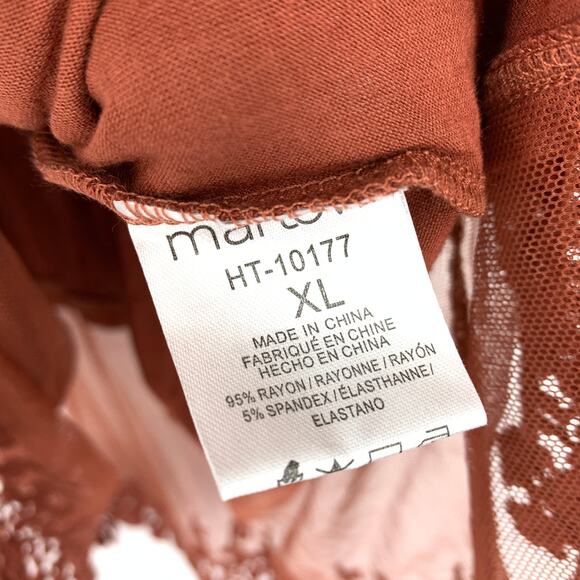 HT-10177
XL
MADE IN CHINA
FABRIQUÉ EN CHINE
HECHO EN CHINA
95% RAYON/RAYONNE/RAYÓN
5% SPANDEX/ÉLASTHANNE/
ELASTANO